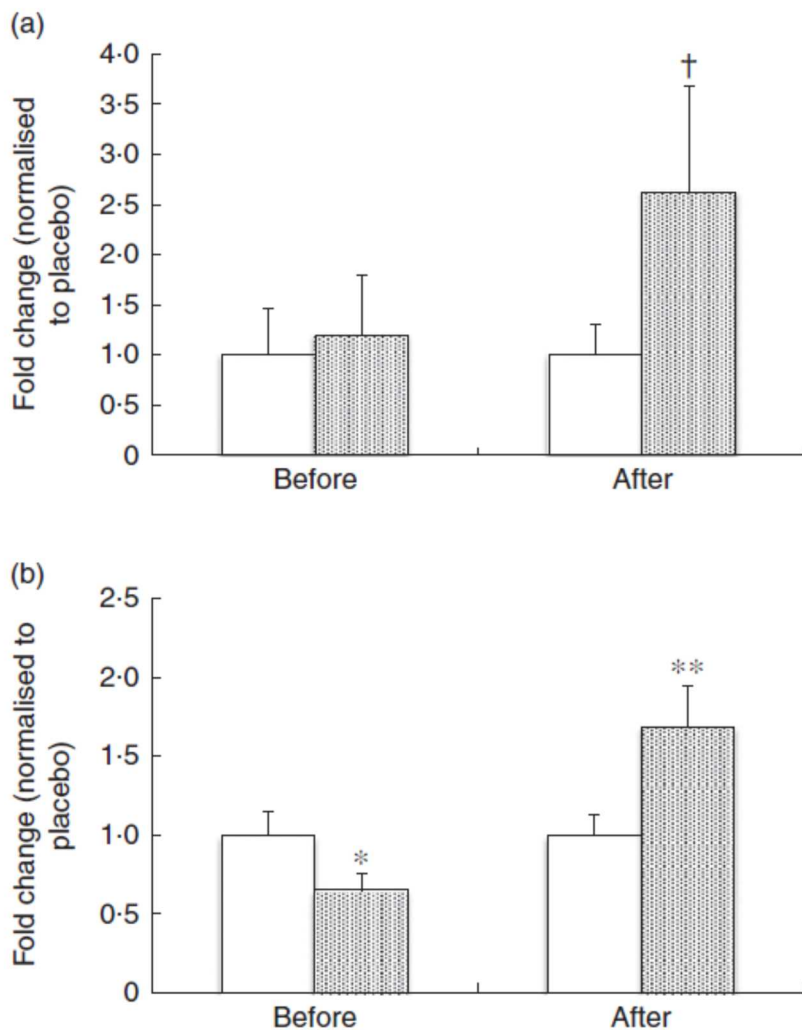 (a)
Fold change (normalised
to placebo)
4·0
3·5
3·0
2·5
2·0
1·5
1·0
0·5
0
†
Before
After
(b)
Fold change (normalised to
placebo)
2·5
2·0
1·5
1·0
0·5
0
*
**
Before
After